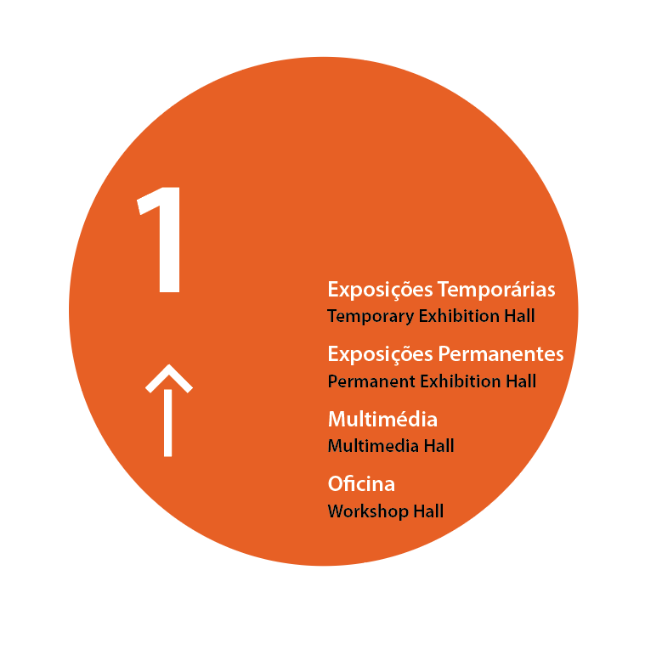 1
Exposições Temporárias
Temporary Exhibition Hall
Exposições Permanentes
Permanent Exhibition Hall
Multimédia
Multimedia Hall
Oficina
Workshop Hall